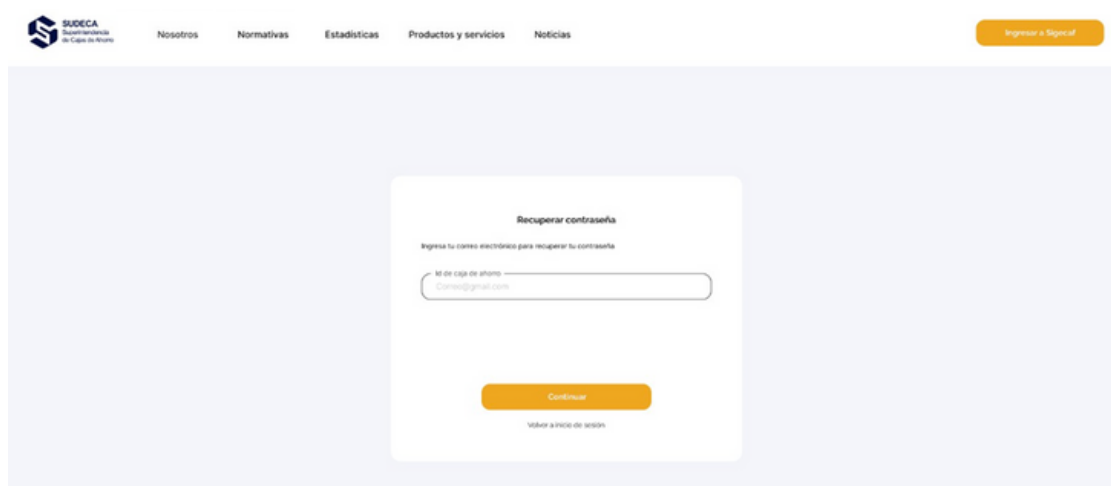 SUDECA
Superintendencia
de Cajas de Ahorro
Nosotros
Normativas
Estadísticas
Productos y servicios
Noticias
Ingresar a Sigecaf
Recuperar contraseña
Ingresa tu correo electrónico para recuperar tu contraseña
Id de caja de ahorro
Correo@gmail.com
Continuar
Volver a inicio de sesión